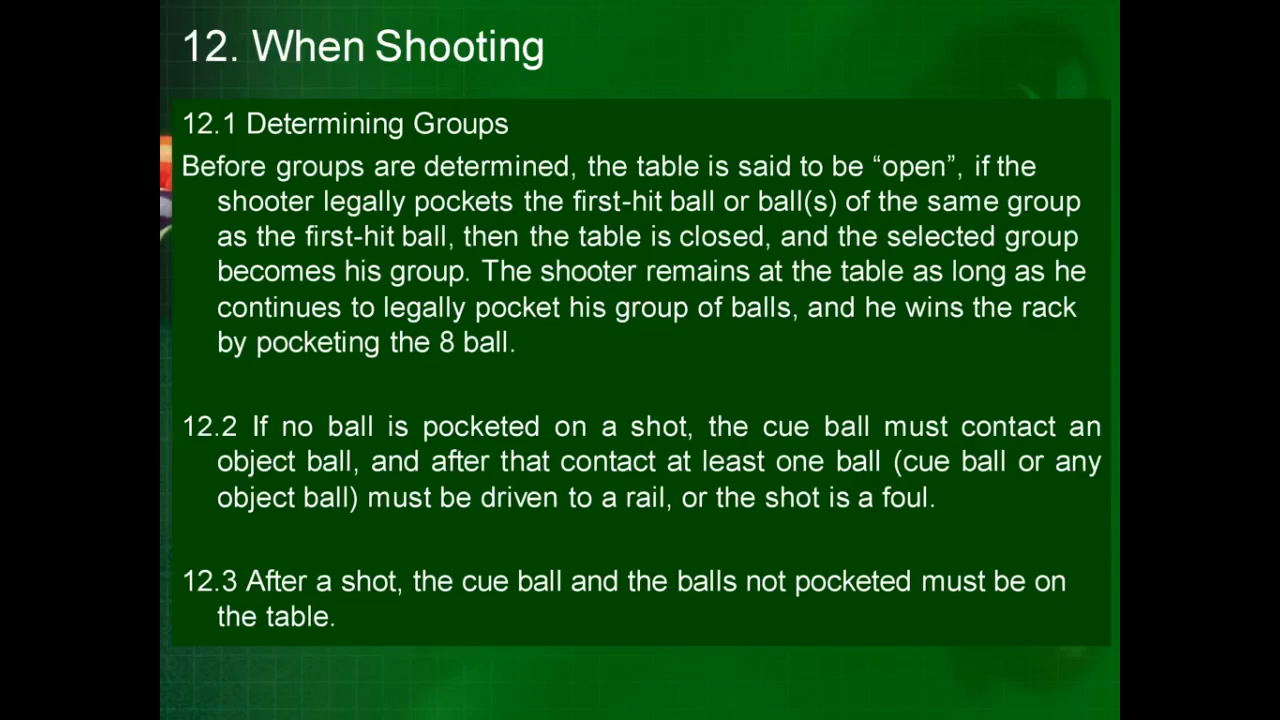 12. When Shooting
12.1 Determining Groups
Before groups are determined, the table is said to be “open”, if the
shooter legally pockets the first-hit ball or ball(s) of the same group
as the first-hit ball, then the table is closed, and the selected group
becomes his group. The shooter remains at the table as long as he
continues to legally pocket his group of balls, and he wins the rack
by pocketing the 8 ball.
12.2 If no ball is pocketed on a shot, the cue ball must contact an
object ball, and after that contact at least one ball (cue ball or any
object ball) must be driven to a rail, or the shot is a foul.
12.3 After a shot, the cue ball and the balls not pocketed must be on
the table.